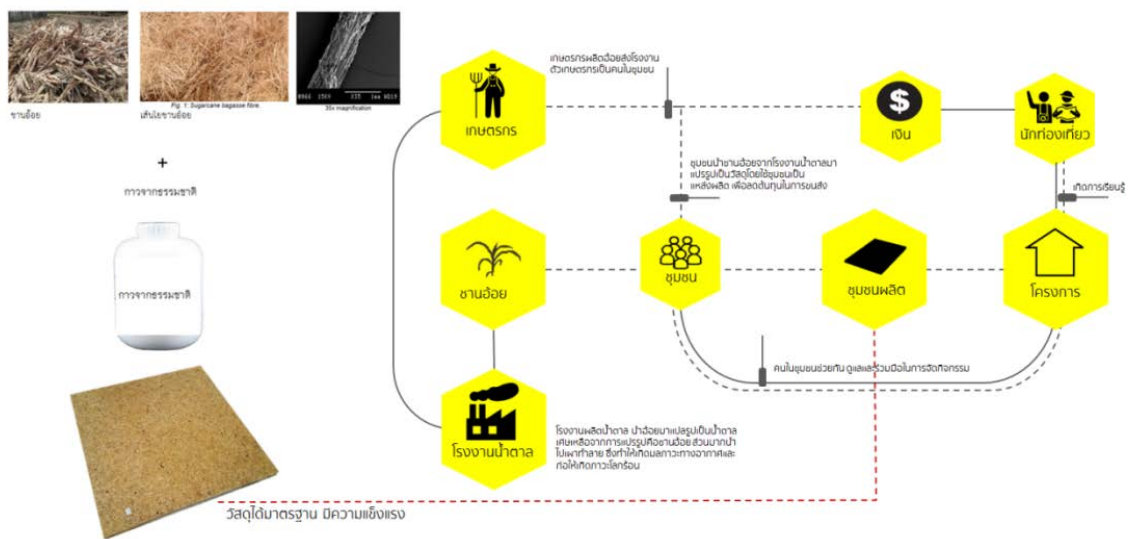 Fig. 1: Sugarcane bagasse fibre.
35x magnification
ชานอ้อย
เส้นใยชานอ้อย
+
กาวจากธรรมชาติ
กาวจากธรรมชาติ
วัสดุได้มาตรฐาน มีความแข็งแรง
เกษตรกรผลิตอ้อยส่งโรงงาน
ตัวเกษตรกรเป็นคนในชุมชน
เกษตรกร
$
เงิน
นักท่องเที่ยว
ชุมชนนำชานอ้อยจากโรงงานน้ำตาลมา
แปรรูปเป็นวัสดุโดยใช้ชุมชนเป็น
แหล่งผลิต เพื่อลดต้นทุนในการขนส่ง
เกิดการเรียนรู้
ชานอ้อย
ชุมชน
ชุมชนผลิต
โครงการ
คนในชุมชนช่วยกัน ดูแลและร่วมมือในการจัดกิจกรรม
โรงงานน้ำตาล
โรงงานผลิตน้ำตาล นำอ้อยมาแปลรูปเป็นน้ำตาล
เศษเหลือจากการแปรรูปคือชานอ้อย ส่วนมากนำ
ไปเผาทำลาย ซึ่งทำให้เกิดมลภาวะทางอากาศและ
ก่อให้เกิดภาวะโลกร้อน